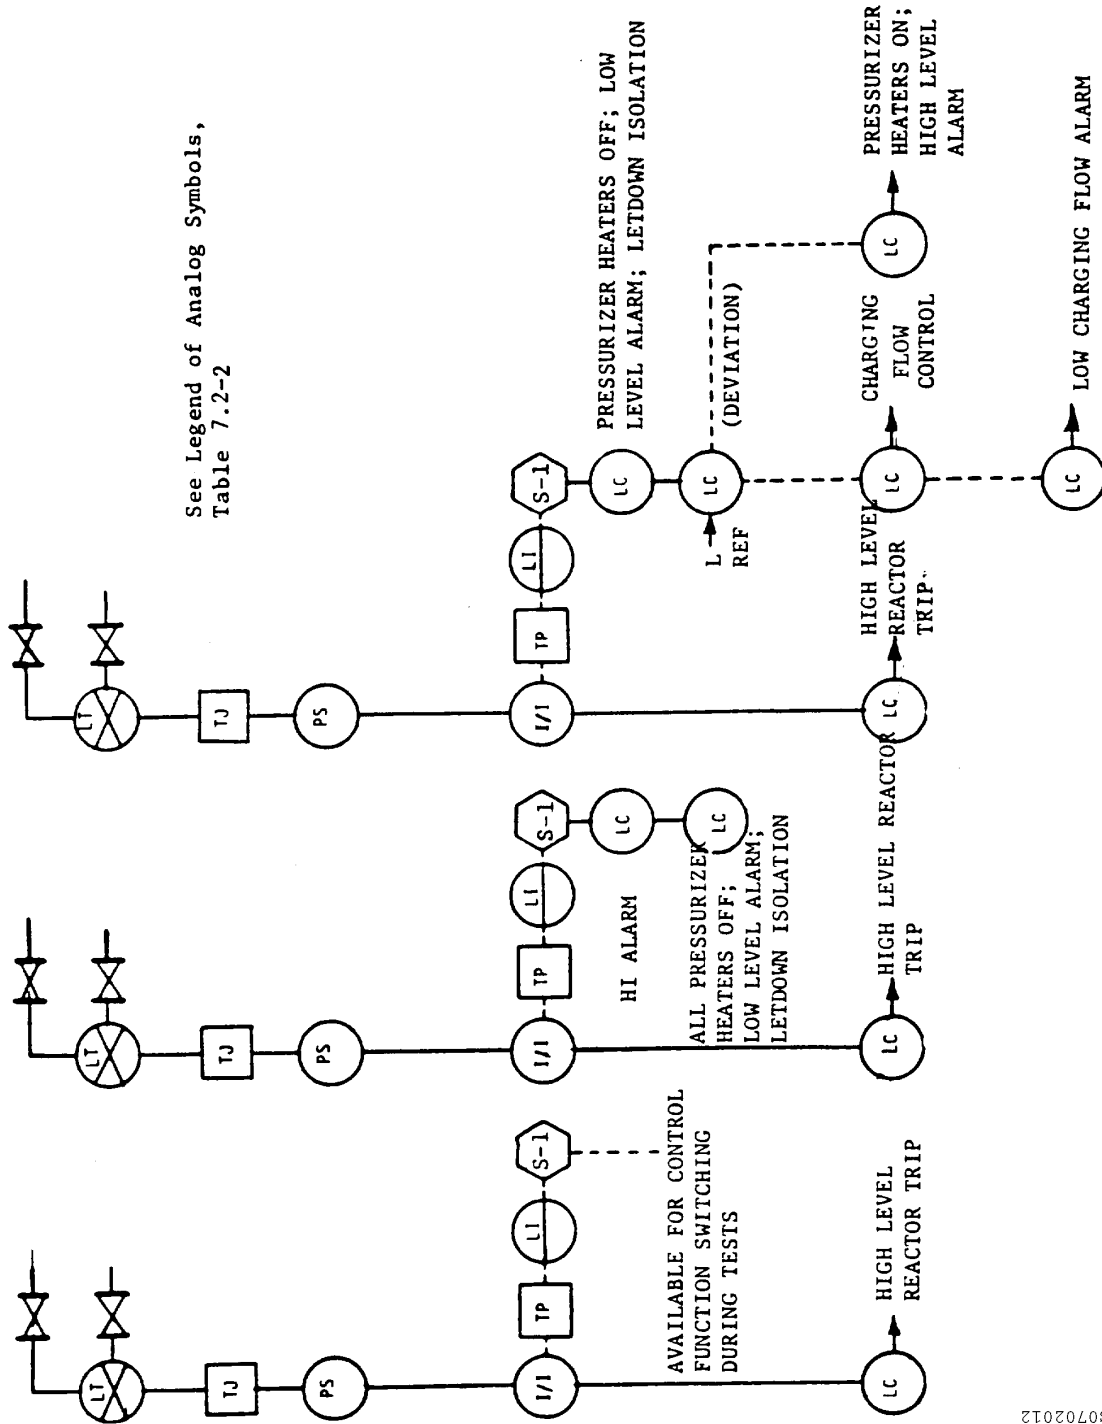 See Legend of Analog Symbols,
Table 7.2-2
LT
TJ
PS
I/I
TP
LI
S-1
AVAILABLE FOR CONTROL
FUNCTION SWITCHING
DURING TESTS
LC
HIGH LEVEL
REACTOR TRIP
LT
TJ
PS
I/I
TP
LI
S-1
LC
LC
HI ALARM
ALL PRESSURIZER
HEATERS OFF;
LOW LEVEL ALARM;
LETDOWN ISOLATION
LC
HIGH LEVEL REACTOR
TRIP
LT
TJ
PS
I/I
TP
LI
S-1
LC
PRESSURIZER HEATERS OFF; LOW
LEVEL ALARM; LETDOWN ISOLATION
LC
L
REF
(DEVIATION)
LC
HIGH LEVEL
REACTOR
TRIP
LC
CHARGING
FLOW
CONTROL
LC
PRESSURIZER
HEATERS ON;
HIGH LEVEL
ALARM
LC
LOW CHARGING FLOW ALARM